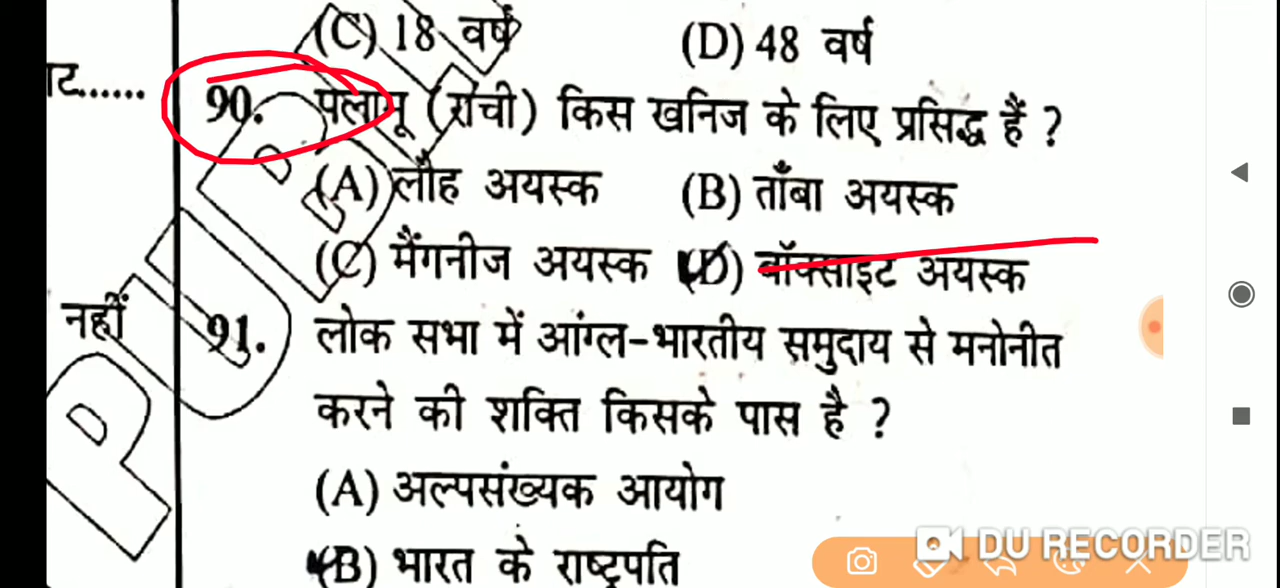 (C) 18 वर्ष (D) 48 वर्ष
ाट......
90. पलामू (रांची) किस खनिज के लिए प्रसिद्ध हैं ?
(A) लौह अयस्क (B) ताँबा अयस्क
(C) मैंगनीज अयस्क (D) बॉक्साइट अयस्क
नहीं
91. लोक सभा में आंग्ल-भारतीय समुदाय से मनोनीत
करने की शक्ति किसके पास है ?
(A) अल्पसंख्यक आयोग
(B) भारत के राष्ट्रपति
DU RECORDER